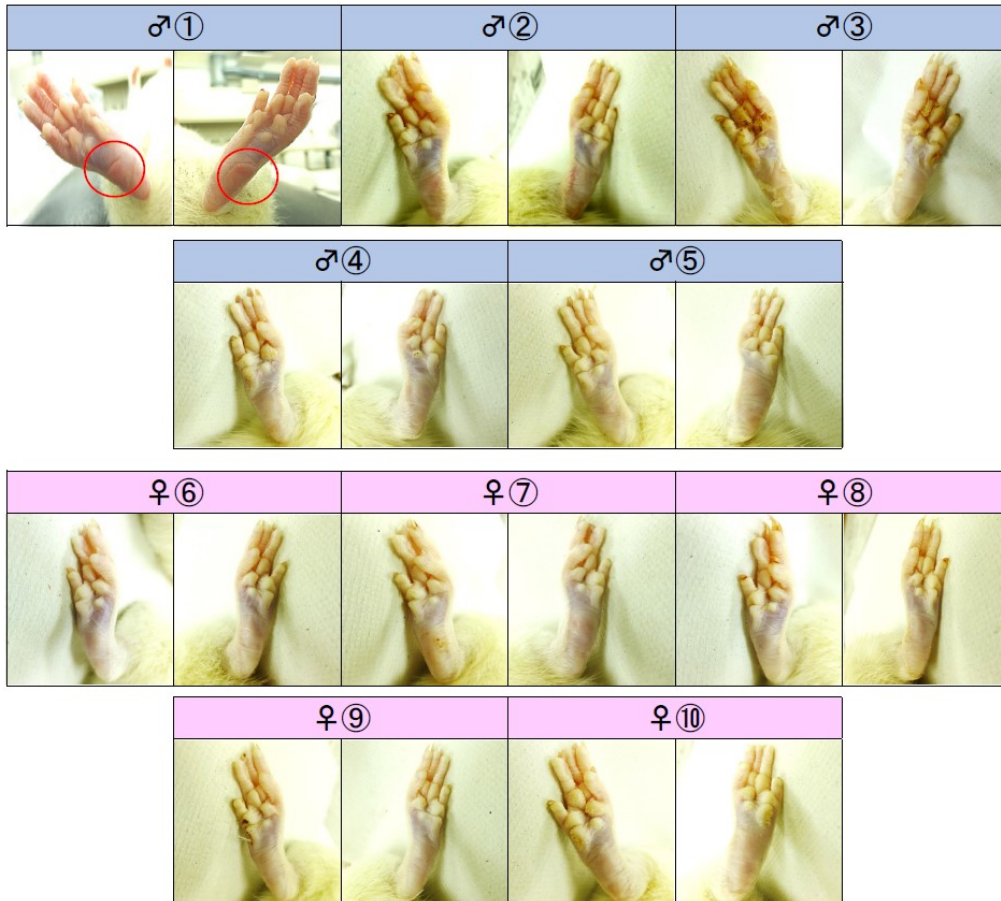 ♂① ♂② ♂③
♂④ ♂⑤
♀⑥ ♀⑦ ♀⑧
♀⑨ ♀⑩